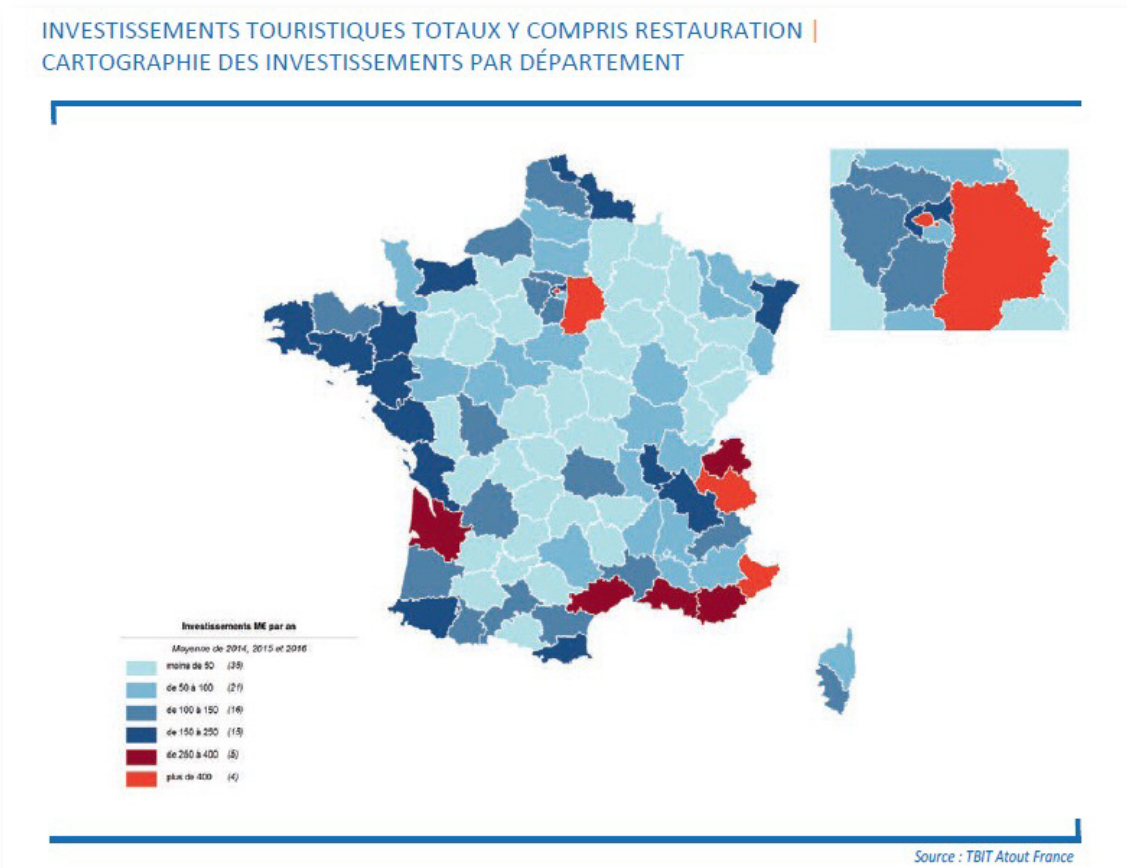 INVESTISSEMENTS TOURISTIQUES TOTAUX Y COMPRIS RESTAURATION |
CARTOGRAPHIE DES INVESTISSEMENTS PAR DÉPARTEMENT
Investissements M€ par an
Moyenne de 2014, 2015 et 2016
moins de 50 (35)
de 50 à 100 (21)
de 100 à 150 (16)
de 150 à 250 (15)
de 250 à 400 (5)
plus de 400 (4)
Source : TBIT Atout France